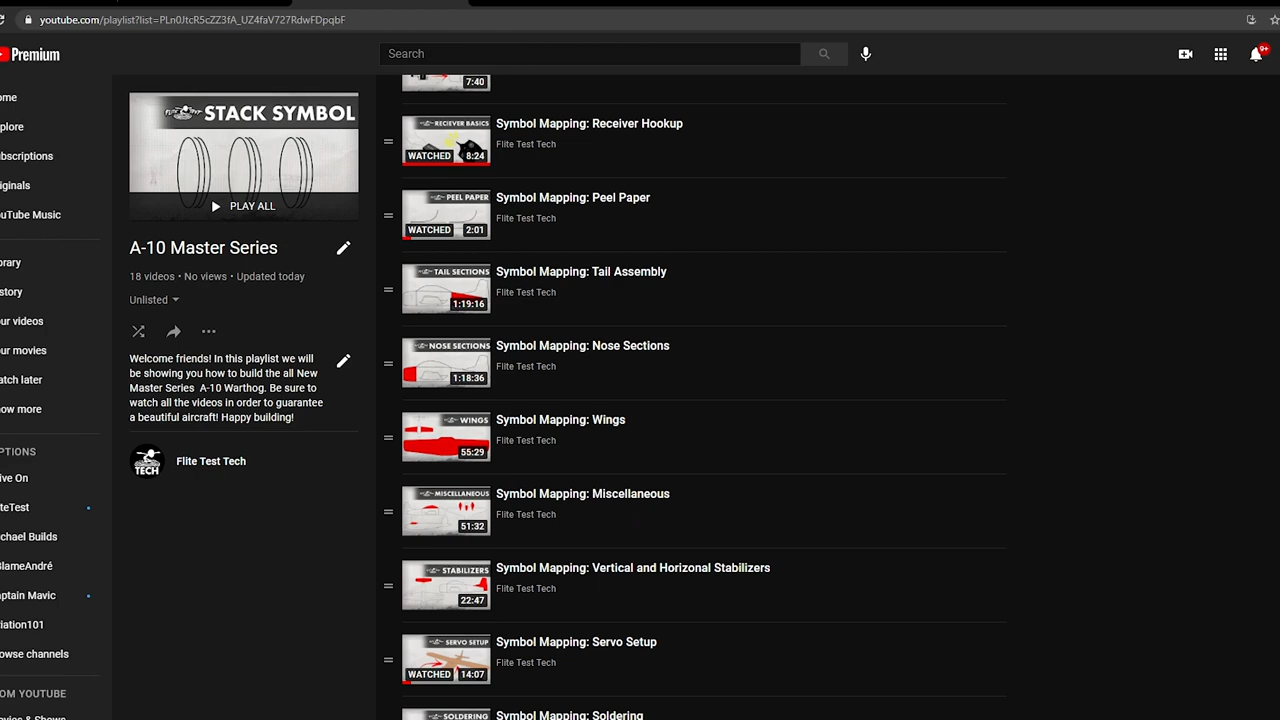 youtube.com/playlist?list=PLn0JtcR5cZZ3fA_UZ4faV727RdwFDpqbF
Premium
Search
9+
ome
plore
bscriptions
iginals
uTube Music
brary
story
ur videos
ur movies
atch later
ow more
PTIONS
ive On
iteTest
chael Builds
lameAndré
ptain Mavic
iation101
owse channels
OM YOUTUBE
STACK SYMBOL
PLAY ALL
A-10 Master Series
18 videos • No views • Updated today
Unlisted
Welcome friends! In this playlist we will
be showing you how to build the all New
Master Series A-10 Warthog. Be sure to
watch all the videos in order to guarantee
a beautiful aircraft! Happy building!
TECH
Flite Test Tech
7:40
RECIEVER BASICS
WATCHED 8:24
Symbol Mapping: Receiver Hookup
Flite Test Tech
PEEL PAPER
WATCHED 2:01
Symbol Mapping: Peel Paper
Flite Test Tech
TAIL SECTIONS
1:19:16
Symbol Mapping: Tail Assembly
Flite Test Tech
NOSE SECTIONS
1:18:36
Symbol Mapping: Nose Sections
Flite Test Tech
WINGS
55:29
Symbol Mapping: Wings
Flite Test Tech
MISCELLANEOUS
51:32
Symbol Mapping: Miscellaneous
Flite Test Tech
STABILIZERS
22:47
Symbol Mapping: Vertical and Horizonal Stabilizers
Flite Test Tech
SERVO SETUP
WATCHED 14:07
Symbol Mapping: Servo Setup
Flite Test Tech
SOLDERING
Symbol Mapping: Soldering